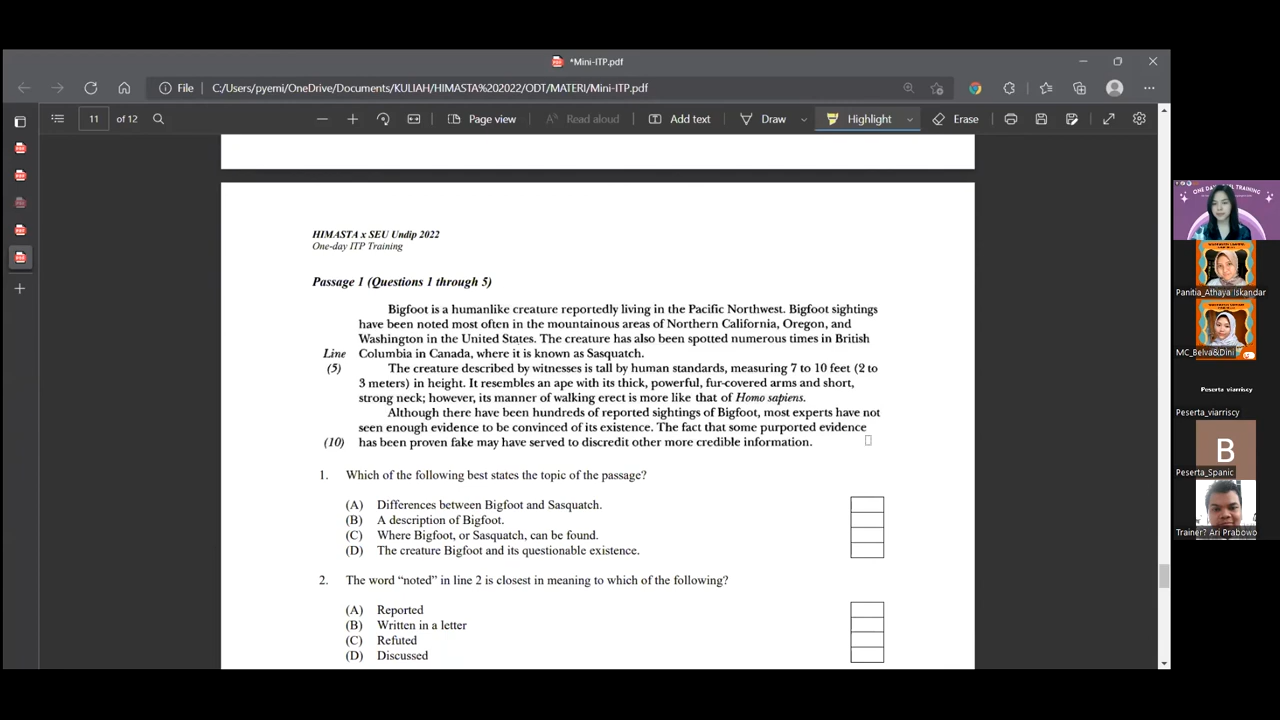 *Mini-ITP.pdf
File C:/Users/pyemi/OneDrive/Documents/KULIAH/HIMASTA%202022/ODT/MATERI/Mini-ITP.pdf
11 of 12 Page view Read aloud Add text Draw Highlight Erase
HIMASTA x SEU Undip 2022
One-day ITP Training
Passage 1 (Questions 1 through 5)
Bigfoot is a humanlike creature reportedly living in the Pacific Northwest. Bigfoot sightings
have been noted most often in the mountainous areas of Northern California, Oregon, and
Washington in the United States. The creature has also been spotted numerous times in British
Line Columbia in Canada, where it is known as Sasquatch.
(5) The creature described by witnesses is tall by human standards, measuring 7 to 10 feet (2 to
3 meters) in height. It resembles an ape with its thick, powerful, fur-covered arms and short,
strong neck; however, its manner of walking erect is more like that of Homo sapiens.
Although there have been hundreds of reported sightings of Bigfoot, most experts have not
seen enough evidence to be convinced of its existence. The fact that some purported evidence
(10) has been proven fake may have served to discredit other more credible information.
1. Which of the following best states the topic of the passage?
(A) Differences between Bigfoot and Sasquatch.
(B) A description of Bigfoot.
(C) Where Bigfoot, or Sasquatch, can be found.
(D) The creature Bigfoot and its questionable existence.
2. The word “noted” in line 2 is closest in meaning to which of the following?
(A) Reported
(B) Written in a letter
(C) Refuted
(D) Discussed
ONE DAY TRAINING
Panitia_Athaya Iskandar
MC_Belva&Dini
Peserta viarriscy
Peserta_viarriscy
B
Peserta_Spanic
Trainer? Ari Prabowo